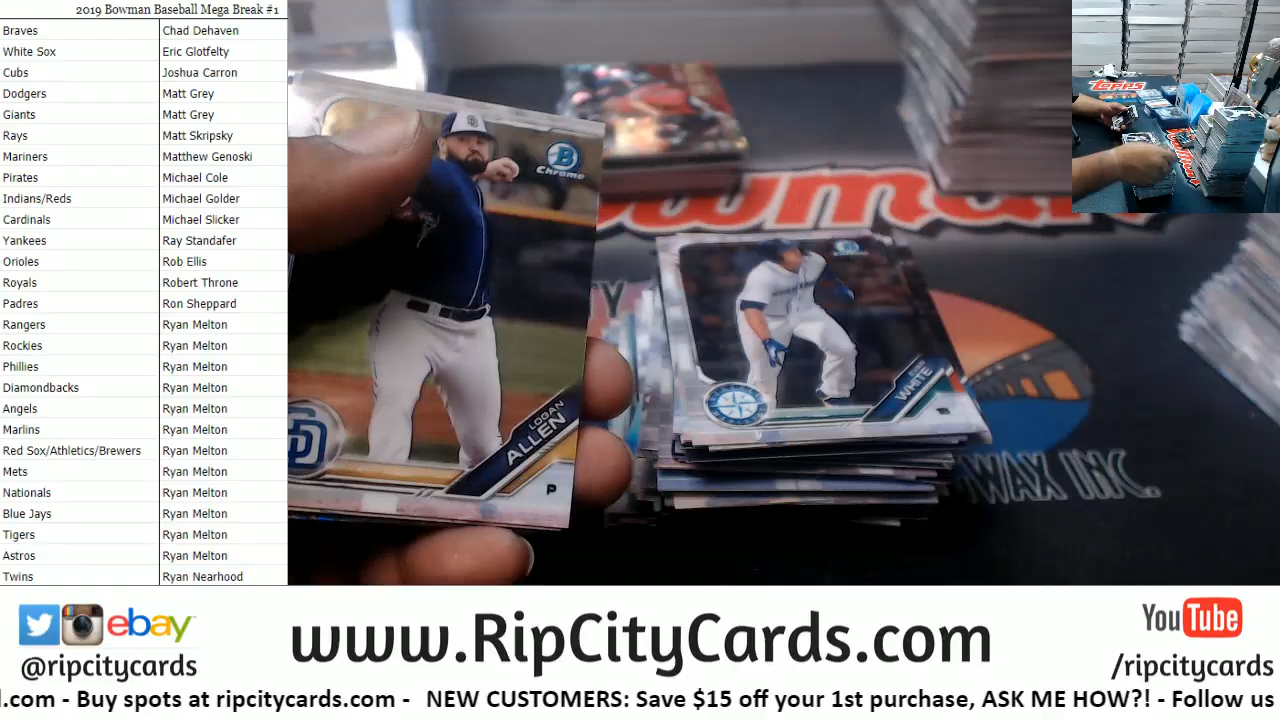 2019 Bowman Baseball Mega Break #1
Braves Chad Dehaven
White Sox Eric Glotfelty
Cubs Joshua Carron
Dodgers Matt Grey
Giants Matt Grey
Rays Matt Skripsky
Mariners Matthew Genoski
Pirates Michael Cole
Indians/Reds Michael Golder
Cardinals Michael Slicker
Yankees Ray Standafer
Orioles Rob Ellis
Royals Robert Throne
Padres Ron Sheppard
Rangers Ryan Melton
Rockies Ryan Melton
Phillies Ryan Melton
Diamondbacks Ryan Melton
Angels Ryan Melton
Marlins Ryan Melton
Red Sox/Athletics/Brewers Ryan Melton
Mets Ryan Melton
Nationals Ryan Melton
Blue Jays Ryan Melton
Tigers Ryan Melton
Astros Ryan Melton
Twins Ryan Nearhood
B
Chrome
SD
LOGAN
ALLEN
P
WHITE
owman
TY
WAX INC.
TOPPS
ebay
@ripcitycards
www.RipCityCards.com
YouTube
/ripcitycards
l.com - Buy spots at ripcitycards.com - NEW CUSTOMERS: Save $15 off your 1st purchase, ASK ME HOW?! - Follow us